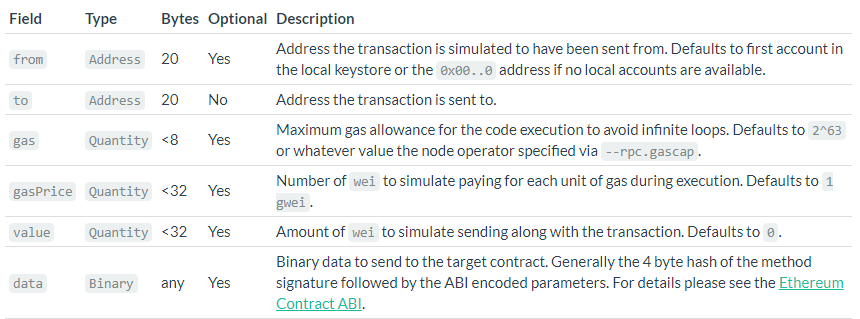 Field Type Bytes Optional Description
from Address 20 Yes Address the transaction is simulated to have been sent from. Defaults to first account in
the local keystore or the 0x00..0 address if no local accounts are available.
to Address 20 No Address the transaction is sent to.
gas Quantity <8 Yes Maximum gas allowance for the code execution to avoid infinite loops. Defaults to 2^63
or whatever value the node operator specified via --rpc.gascap.
gasPrice Quantity <32 Yes Number of wei to simulate paying for each unit of gas during execution. Defaults to 1
gwei.
value Quantity <32 Yes Amount of wei to simulate sending along with the transaction. Defaults to 0.
data Binary any Yes Binary data to send to the target contract. Generally the 4 byte hash of the method
signature followed by the ABI encoded parameters. For details please see the Ethereum
Contract ABI.